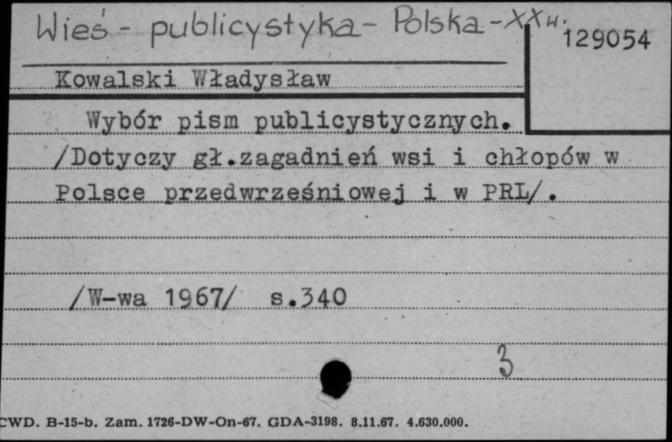 Wieś - publicystyka - Polska - XX w.
129054
Kowalski Władysław
Wybór pism publicystycznych.
/Dotyczy gł.zagadnień wsi i chłopów w
Polsce przedwrześniowej i w PRL/.
/W-wa 1967/ s.340
3
CWD. B-15-b. Zam. 1726-DW-On-67. GDA-3198. 8.11.67. 4.630.000.